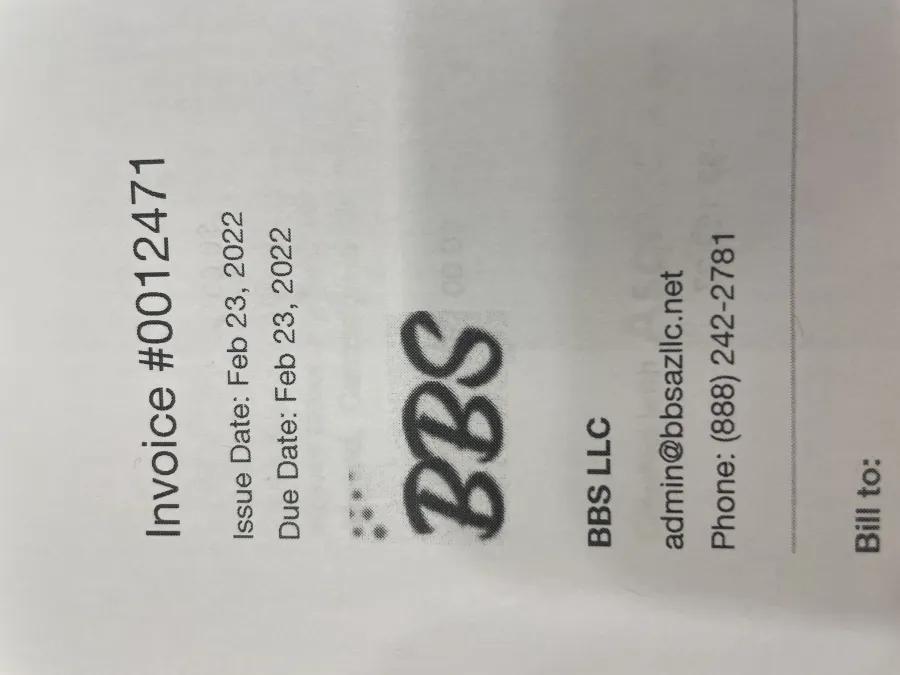 Invoice #0012471
Issue Date: Feb 23, 2022
Due Date: Feb 23, 2022
BBS
BBS LLC
admin@bbsazllc.net
Phone: (888) 242-2781
Bill to: